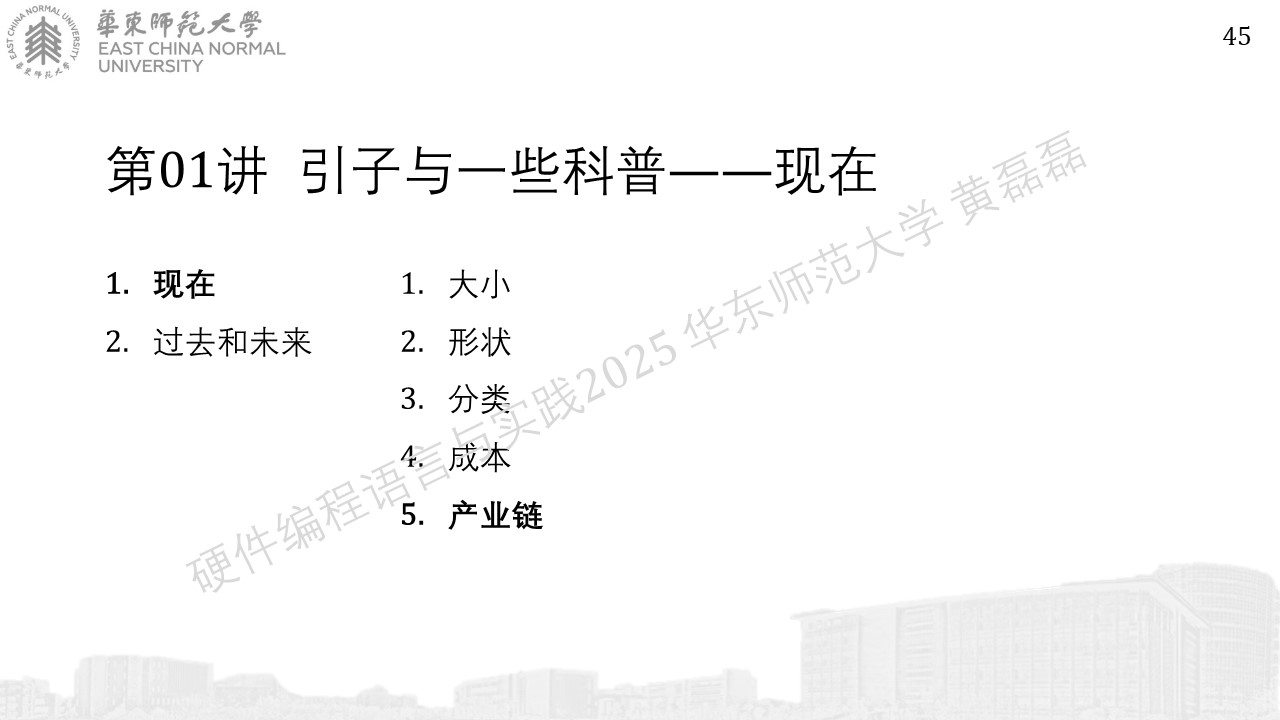 華東師範大學
EAST CHINA NORMAL
UNIVERSITY
EAST CHINA NORMAL UNIVERSITY
華東师范大学
45
第01讲 引子与一些科普——现在
1. 现在
2. 过去和未来
1. 大小
2. 形状
3. 分类
4. 成本
5. 产业链
硬件编程语言与实践2025 华东师范大学 黄磊磊